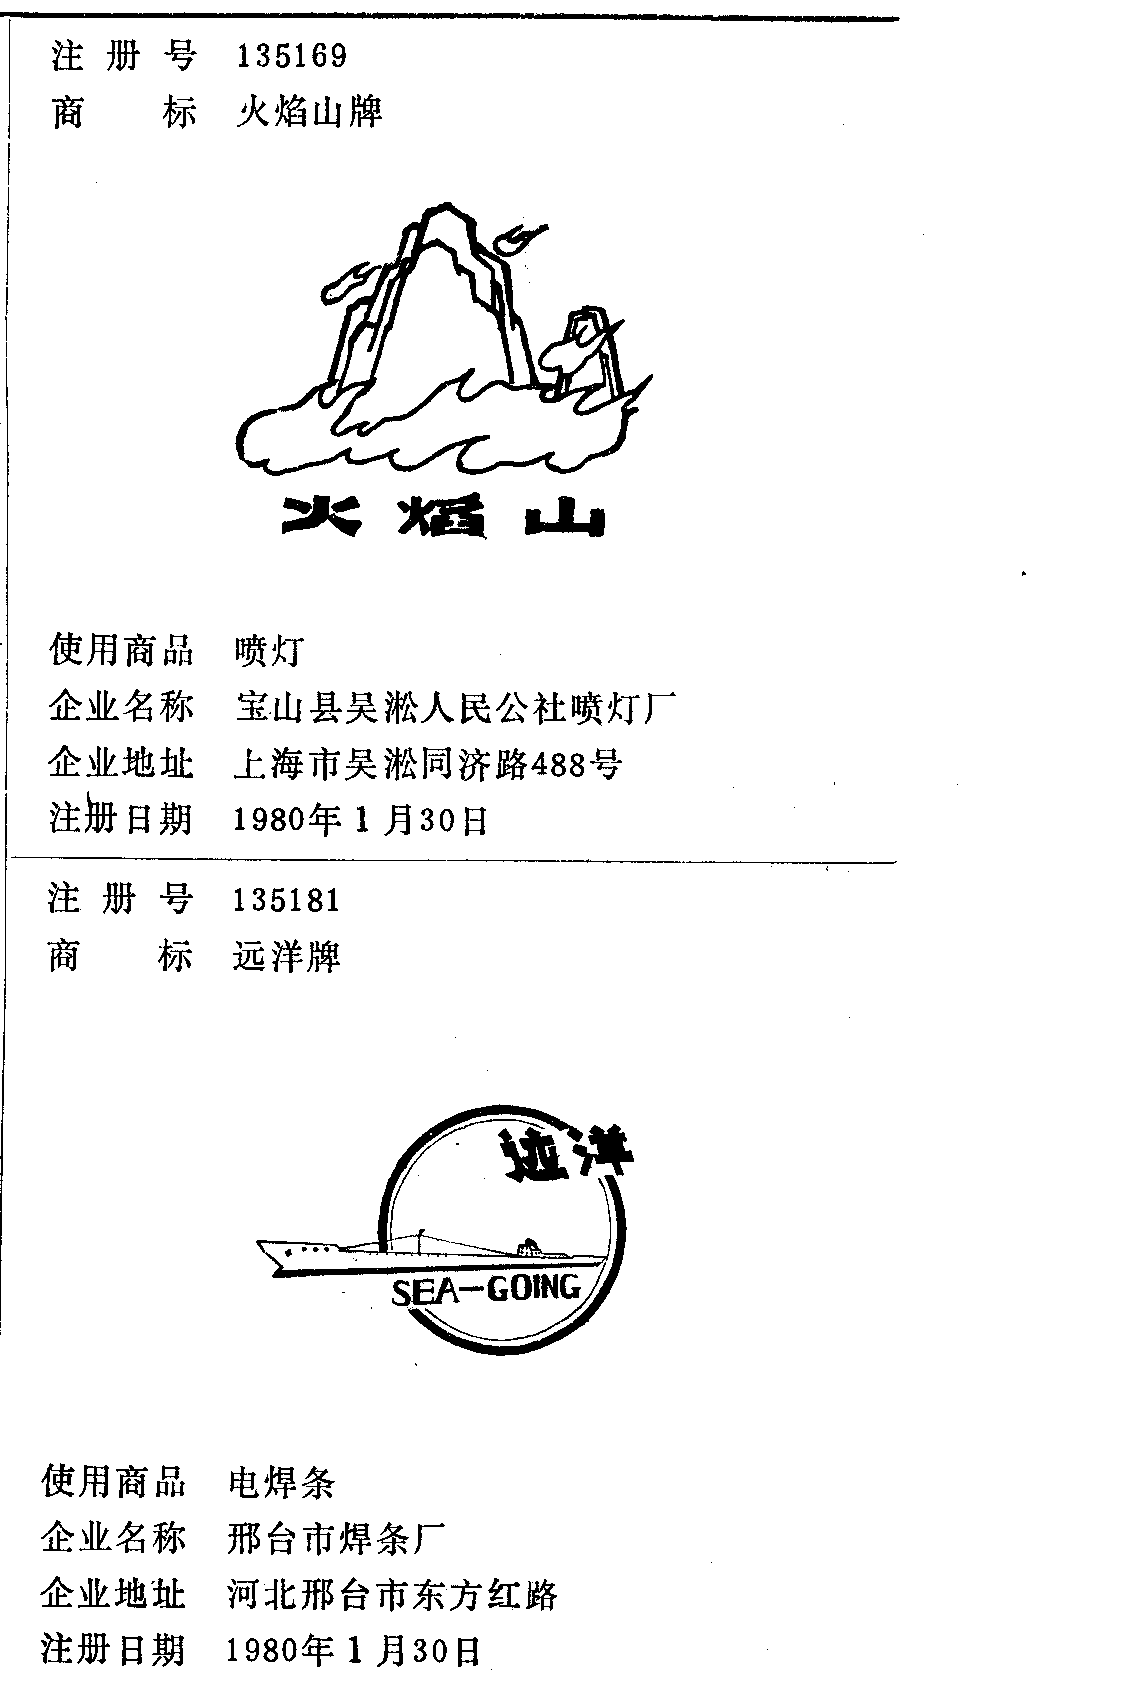 注册号 135169
商标 火焰山牌
火焰山
使用商品 喷灯
企业名称 宝山县吴淞人民公社喷灯厂
企业地址 上海市吴淞同济路488号
注册日期 1980年1月30日
注册号 135181
商标 远洋牌
远洋
SEA-GOING
使用商品 电焊条
企业名称 邢台市焊条厂
企业地址 河北邢台市东方红路
注册日期 1980年1月30日